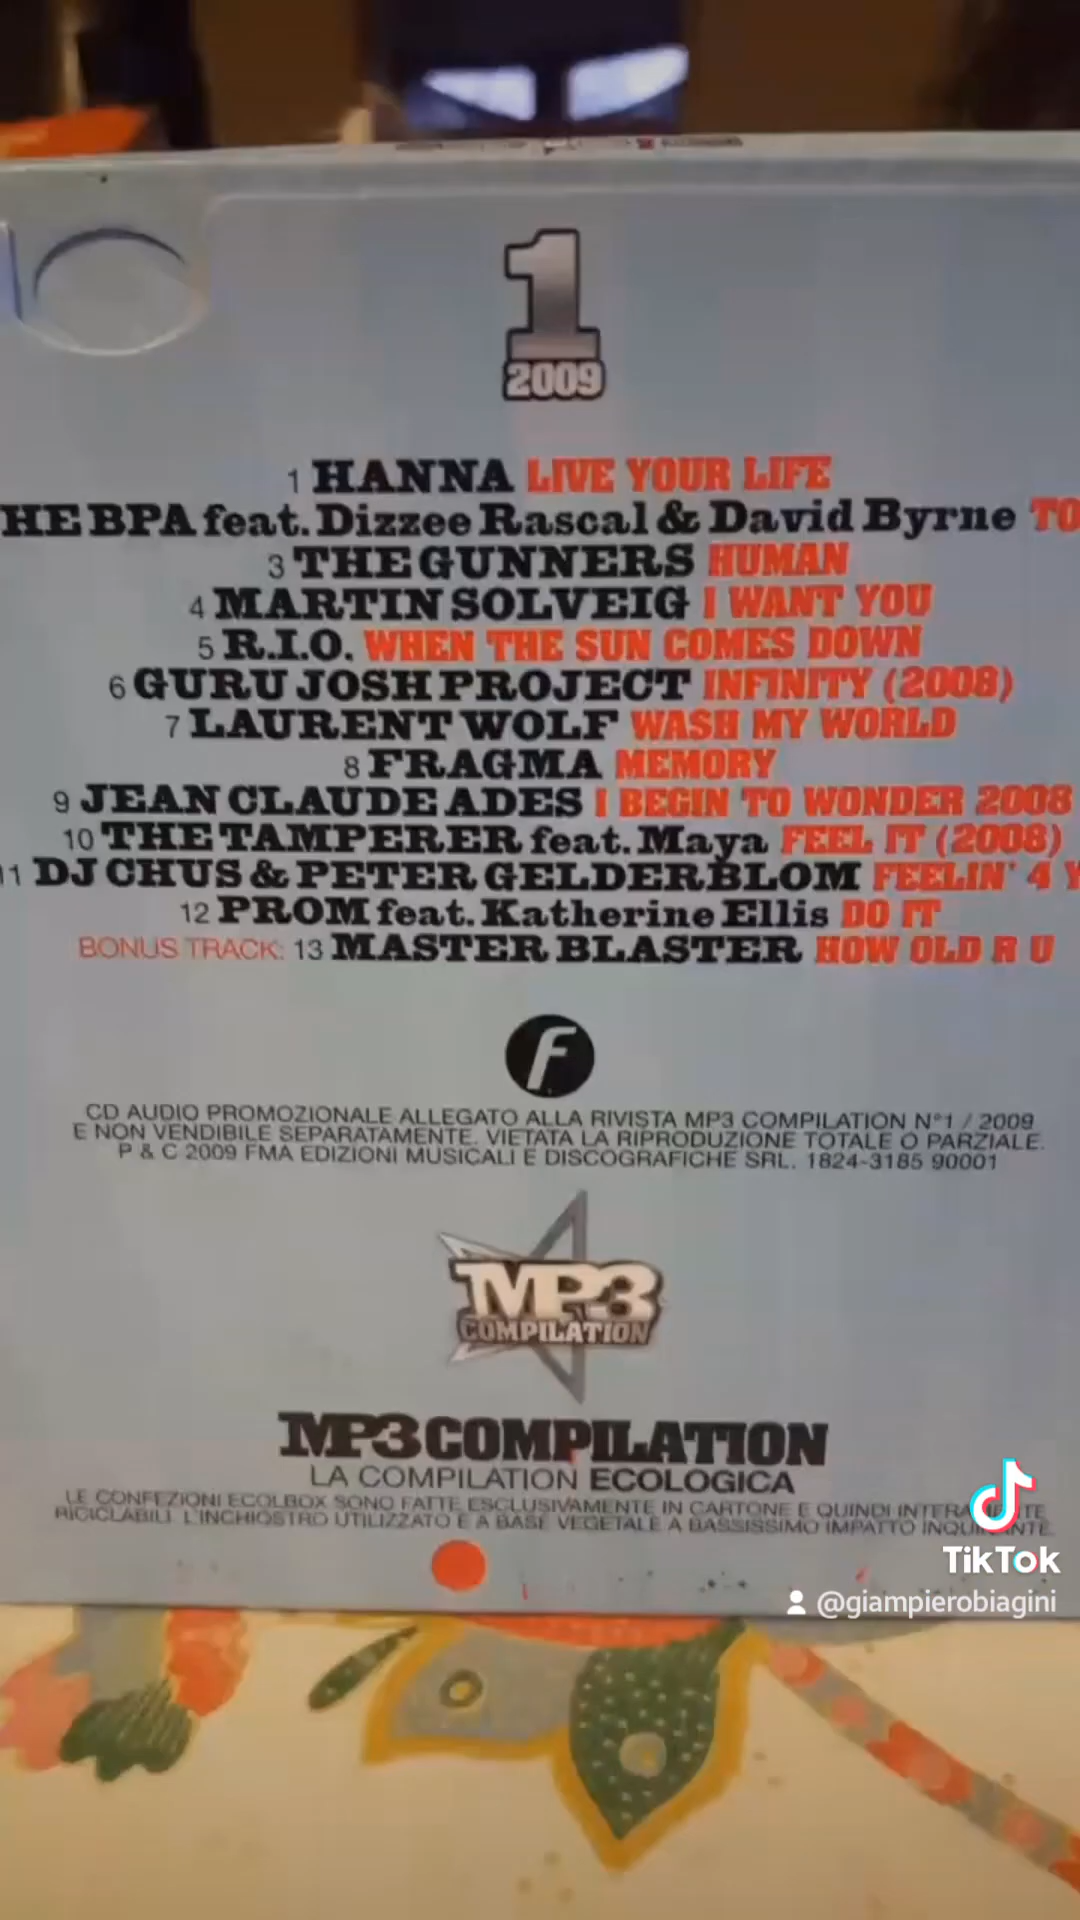 1
2009
1 HANNA LIVE YOUR LIFE
HE BPA feat. Dizzee Rascal & David Byrne TO
3 THE GUNNERS HUMAN
4 MARTIN SOLVEIG I WANT YOU
5 R.I.O. WHEN THE SUN COMES DOWN
6 GURU JOSH PROJECT INFINITY (2008)
7 LAURENT WOLF WASH MY WORLD
8 FRAGMA MEMORY
9 JEAN CLAUDE ADES I BEGIN TO WONDER 2008
10 THE TAMPERER feat. Maya FEEL IT (2008)
11 DJ CHUS & PETER GELDERBLOM FEELIN' 4 Y
12 PROM feat. Katherine Ellis DO IT
BONUS TRACK: 13 MASTER BLASTER HOW OLD R U
F
CD AUDIO PROMOZIONALE ALLEGATO ALLA RIVISTA MP3 COMPILATION N°1 / 2009
E NON VENDIBILE SEPARATAMENTE. VIETATA LA RIPRODUZIONE TOTALE O PARZIALE.
P & C 2009 FMA EDIZIONI MUSICALI E DISCOGRAFICHE SRL. 1824-3185 90001
MP3
COMPILATION
MP3 COMPILATION
LA COMPILATION ECOLOGICA
LE CONFEZIONI ECOLBOX SONO FATTE ESCLUSIVAMENTE IN CARTONE E QUINDI INTERAMENTE
RICICLABILI. L'INCHIOSTRO UTILIZZATO E A BASE VEGETALE A BASSISSIMO IMPATTO INQUINANTE.
TikTok
@giampierobiagini